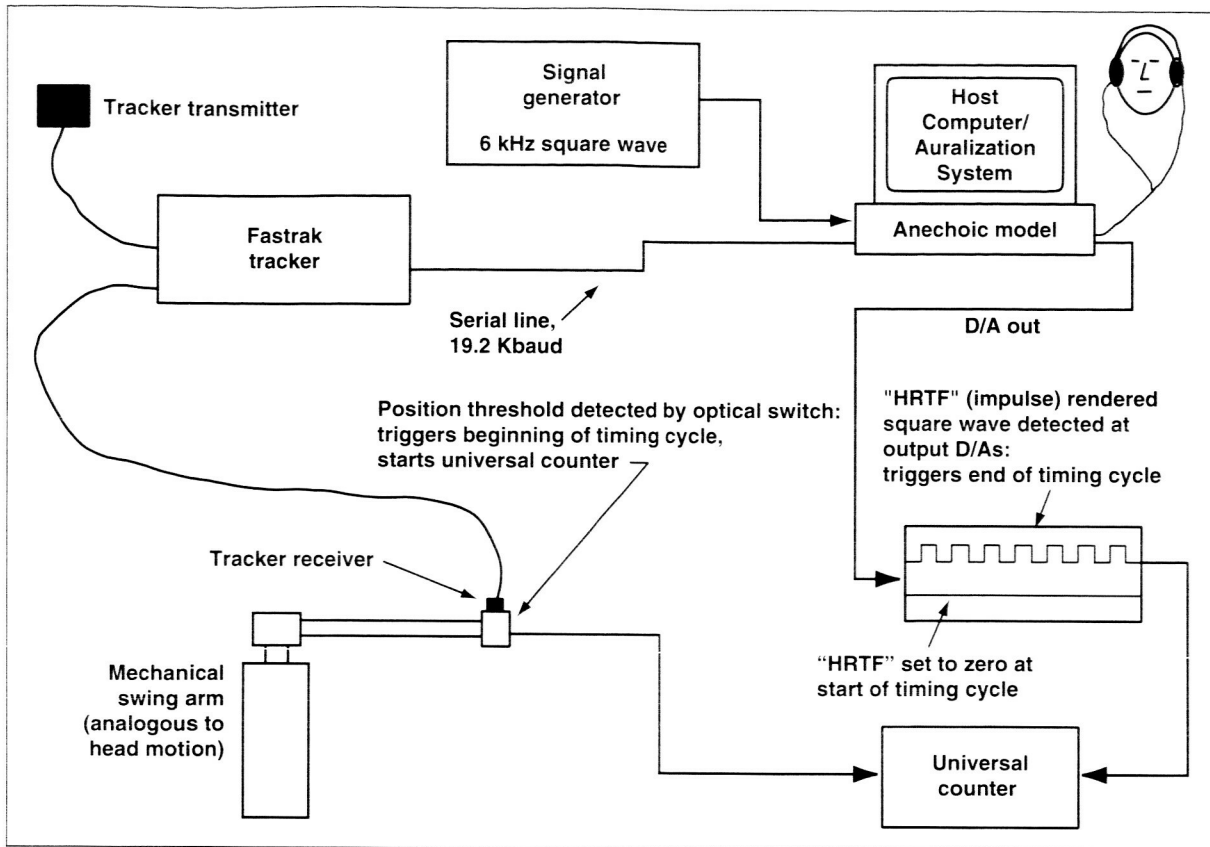 Tracker transmitter
Signal
generator
6 kHz square wave
Host
Computer/
Auralization
System
Anechoic model
Fastrak
tracker
Serial line,
19.2 Kbaud
D/A out
Position threshold detected by optical switch:
triggers beginning of timing cycle,
starts universal counter
"HRTF" (impulse) rendered
square wave detected at
output D/As:
triggers end of timing cycle
Tracker receiver
Mechanical
swing arm
(analogous to
head motion)
“HRTF” set to zero at
start of timing cycle
Universal
counter